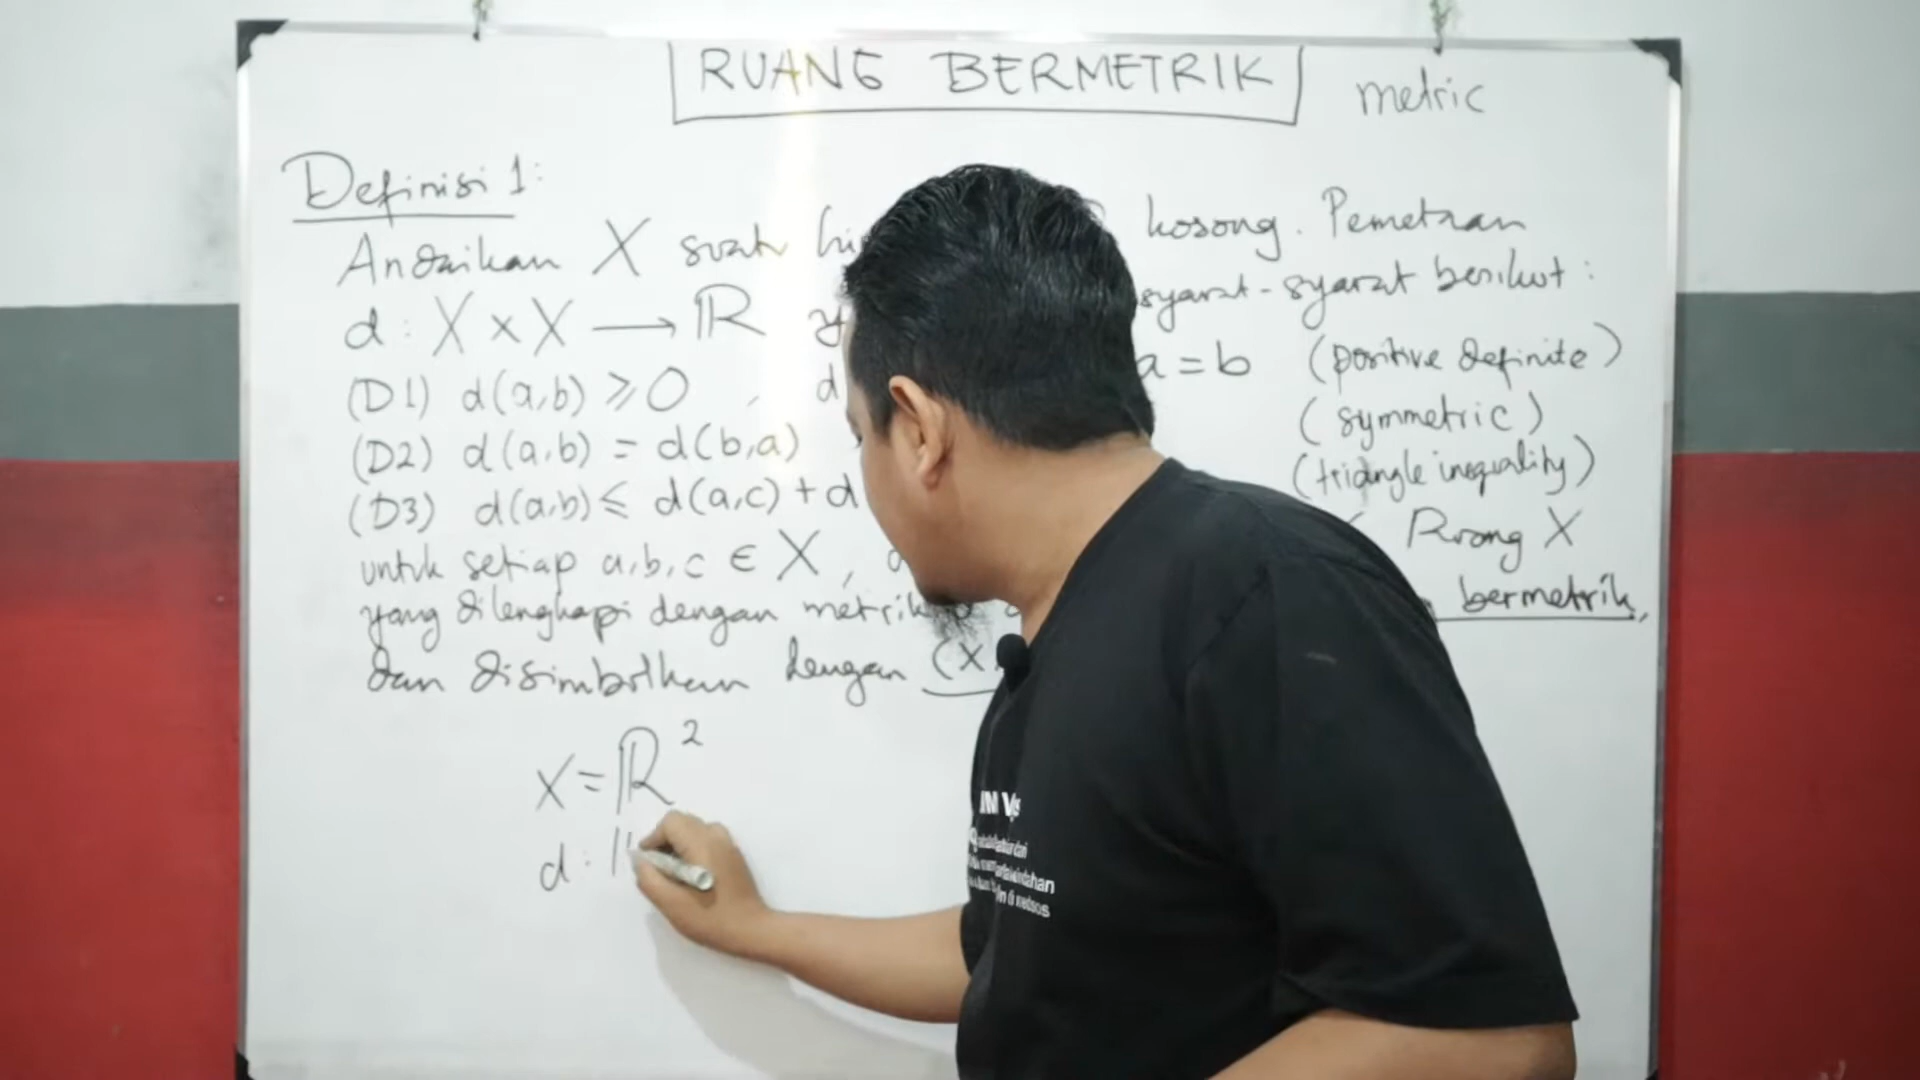 RUANG BERMETRIK
metric
Definisi 1:
Andaikan X suatu hi kosong. Pemetaan
d : X × X → ℝ y syarat-syarat berikut :
(D1) d(a,b) ≥ 0 , d a = b (positive definite)
(D2) d(a,b) = d(b,a) (symmetric)
(D3) d(a,b) ≤ d(a,c) + d (triangle inequality)
untuk setiap a,b,c ∈ X , Ruang X
yang dilengkapi dengan metrik bermetrik,
dan disimbolkan dengan (X,
X = ℝ²
d :